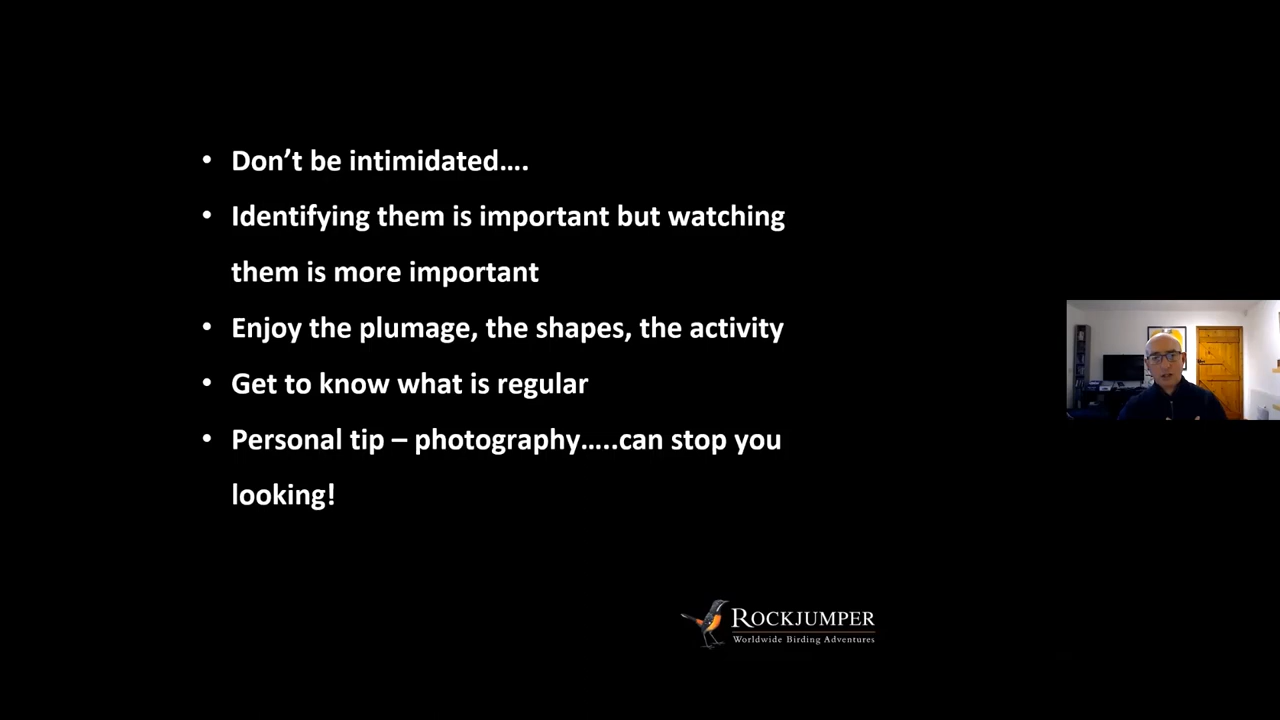 • Don’t be intimidated….
• Identifying them is important but watching
them is more important
• Enjoy the plumage, the shapes, the activity
• Get to know what is regular
• Personal tip – photography…..can stop you
looking!
ROCKJUMPER
Worldwide Birding Adventures